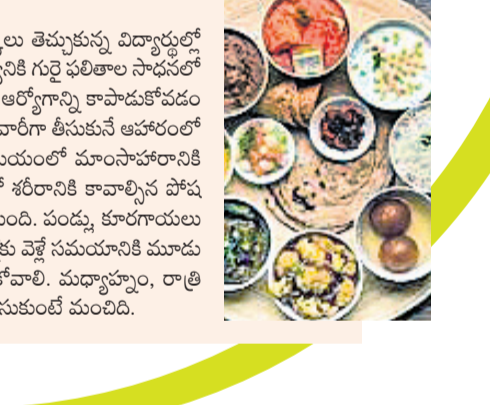 తెచ్చుకున్న విద్యార్థుల్లో
గురై ఫలితాల సాధనలో
ఆర్యోగాన్ని కాపాడుకోవడం
తీసుకునే ఆహారంలో
మాంసాహారానికి
శరీరానికి కావాల్సిన పోష
పండ్లు, కూరగాయలు
వెళ్లే సమయానికి మూడు
మధ్యాహ్నం, రాత్రి
మంచిది.